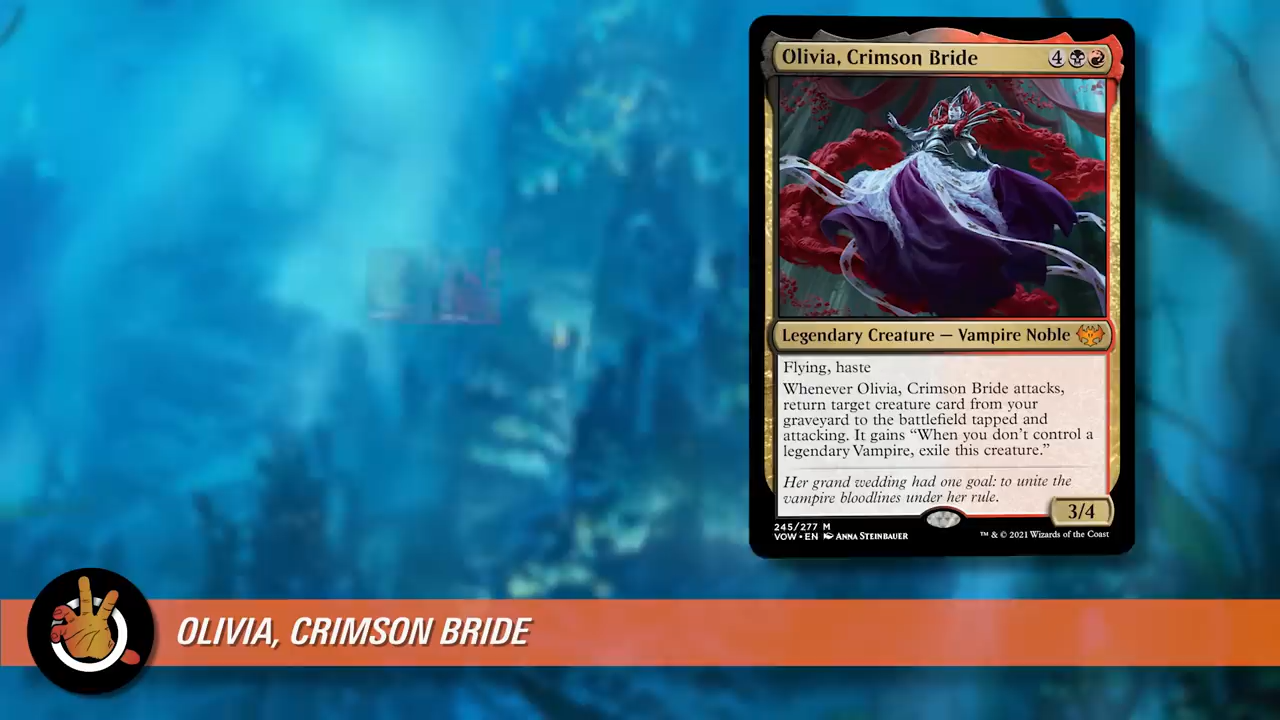 Olivia, Crimson Bride 4
Legendary Creature — Vampire Noble
Flying, haste
Whenever Olivia, Crimson Bride attacks,
return target creature card from your
graveyard to the battlefield tapped and
attacking. It gains “When you don’t control a
legendary Vampire, exile this creature.”
Her grand wedding had one goal: to unite the
vampire bloodlines under her rule.
3/4
245/277 M
VOW • EN ANNA STEINBAUER ™ & © 2021 Wizards of the Coast
OLIVIA, CRIMSON BRIDE